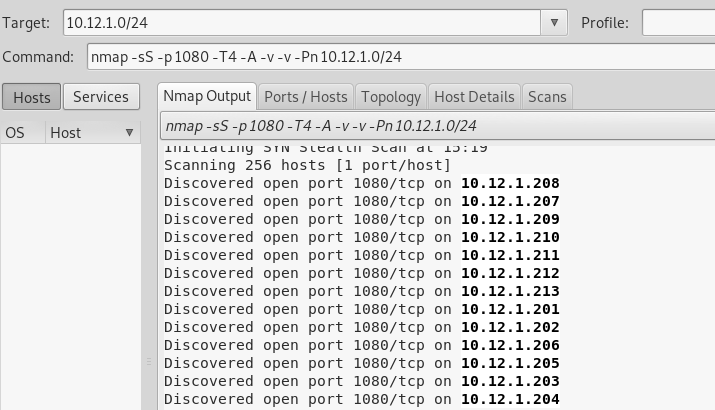 Target: 10.12.1.0/24 Profile:
Command: nmap -sS -p 1080 -T4 -A -v -v -Pn 10.12.1.0/24
Hosts Services Nmap Output Ports / Hosts Topology Host Details Scans
OS Host
nmap -sS -p 1080 -T4 -A -v -v -Pn 10.12.1.0/24
Initiating SYN Stealth Scan at 15:19
Scanning 256 hosts [1 port/host]
Discovered open port 1080/tcp on 10.12.1.208
Discovered open port 1080/tcp on 10.12.1.207
Discovered open port 1080/tcp on 10.12.1.209
Discovered open port 1080/tcp on 10.12.1.210
Discovered open port 1080/tcp on 10.12.1.211
Discovered open port 1080/tcp on 10.12.1.212
Discovered open port 1080/tcp on 10.12.1.213
Discovered open port 1080/tcp on 10.12.1.201
Discovered open port 1080/tcp on 10.12.1.202
Discovered open port 1080/tcp on 10.12.1.206
Discovered open port 1080/tcp on 10.12.1.205
Discovered open port 1080/tcp on 10.12.1.203
Discovered open port 1080/tcp on 10.12.1.204